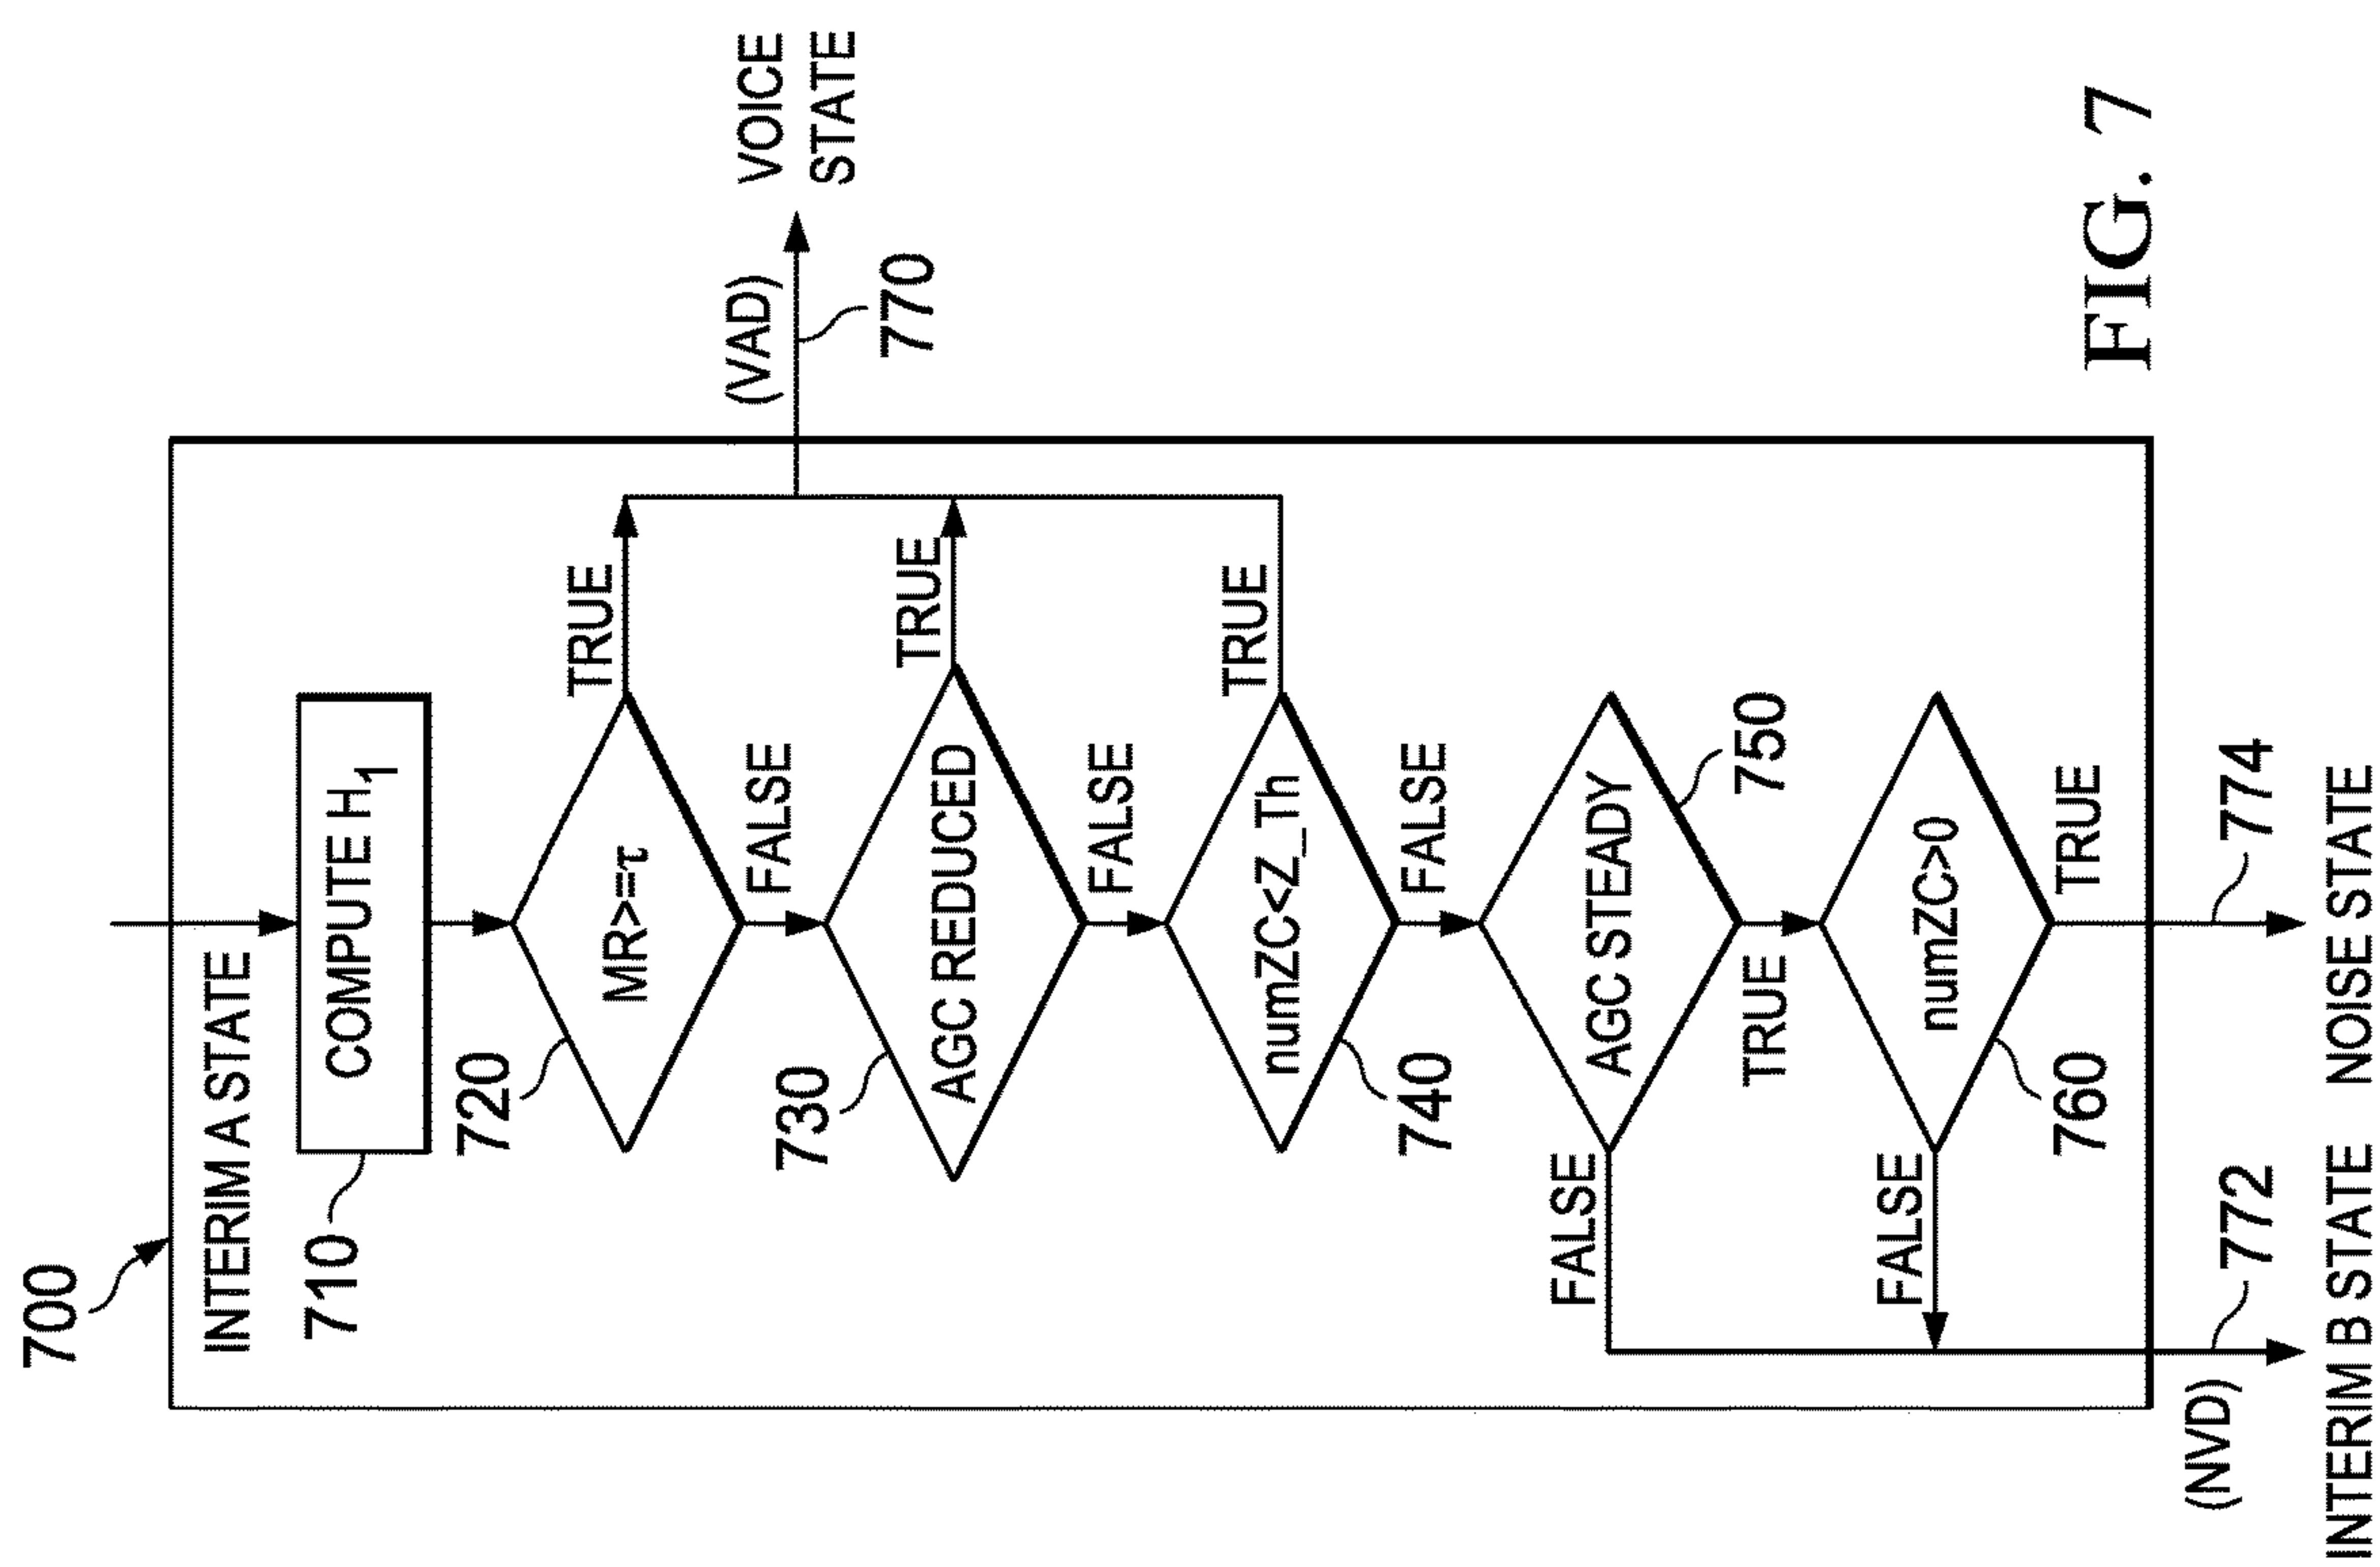 700
INTERIM A STATE
710
COMPUTE H1
720
MR>=τ
TRUE
FALSE
730
AGC REDUCED
TRUE
FALSE
740
numZC<Z_Th
TRUE
FALSE
(VAD)
770
VOICE
STATE
AGC STEADY
750
FALSE
TRUE
numZC>0
760
FALSE
TRUE
(NVD)
772
774
INTERIM B STATE
NOISE STATE
FIG. 7